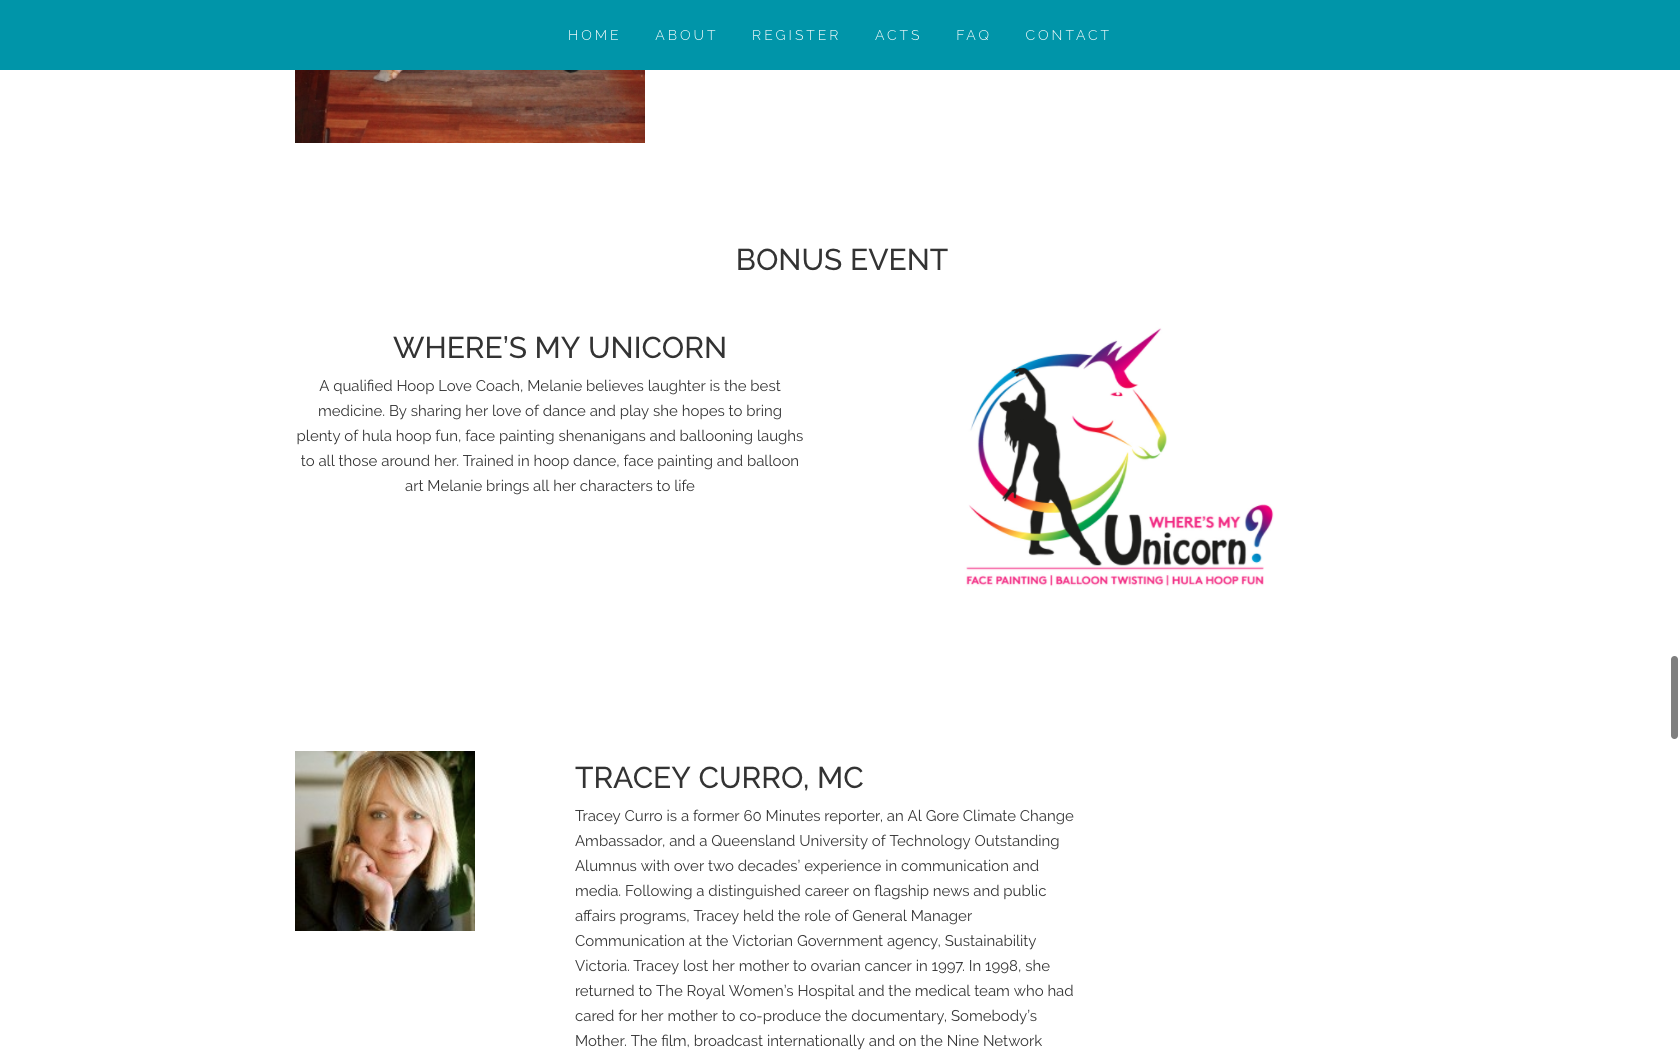 HOME ABOUT REGISTER ACTS FAQ CONTACT
BONUS EVENT
WHERE’S MY UNICORN
A qualified Hoop Love Coach, Melanie believes laughter is the best
medicine. By sharing her love of dance and play she hopes to bring
plenty of hula hoop fun, face painting shenanigans and ballooning laughs
to all those around her. Trained in hoop dance, face painting and balloon
art Melanie brings all her characters to life
WHERE'S MY
Unicorn?
FACE PAINTING | BALLOON TWISTING | HULA HOOP FUN
TRACEY CURRO, MC
Tracey Curro is a former 60 Minutes reporter, an Al Gore Climate Change
Ambassador, and a Queensland University of Technology Outstanding
Alumnus with over two decades’ experience in communication and
media. Following a distinguished career on flagship news and public
affairs programs, Tracey held the role of General Manager
Communication at the Victorian Government agency, Sustainability
Victoria. Tracey lost her mother to ovarian cancer in 1997. In 1998, she
returned to The Royal Women’s Hospital and the medical team who had
cared for her mother to co-produce the documentary, Somebody’s
Mother. The film, broadcast internationally and on the Nine Network